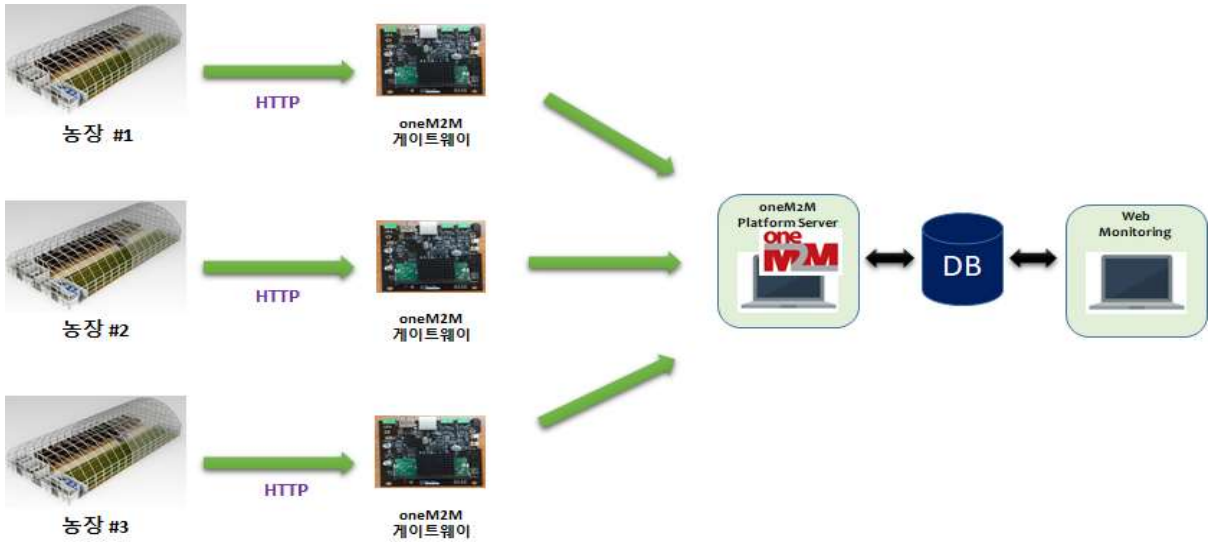 HTTP
농장 #1
oneM2M
게이트웨이
HTTP
농장 #2
oneM2M
게이트웨이
HTTP
농장 #3
oneM2M
게이트웨이
oneM2M
Platform Server
one
M2M
DB
Web
Monitoring